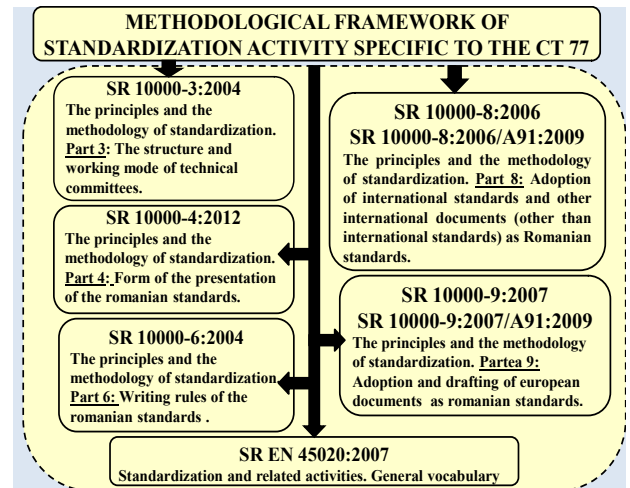 METHODOLOGICAL FRAMEWORK OF
STANDARDIZATION ACTIVITY SPECIFIC TO THE CT 77
SR 10000-3:2004
The principles and the
methodology of standardization.
Part 3: The structure and
working mode of technical
committees.
SR 10000-4:2012
The principles and the
methodology of standardization.
Part 4: Form of the presentation
of the romanian standards.
SR 10000-6:2004
The principles and the
methodology of standardization
Part 6: Writing rules of the
romanian standards .
SR 10000-8:2006
SR 10000-8:2006/A91:2009
The principles and the methodology
of standardization. Part 8: Adoption
of international standards and other
international documents (other than
international standards) as Romanian
standards.
SR 10000-9:2007
SR 10000-9:2007/A91:2009
The principles and the methodology
of standardization. Partea 9:
Adoption and drafting of european
documents as romanian standards.
SR EN 45020:2007
Standardization and related activities. General vocabulary